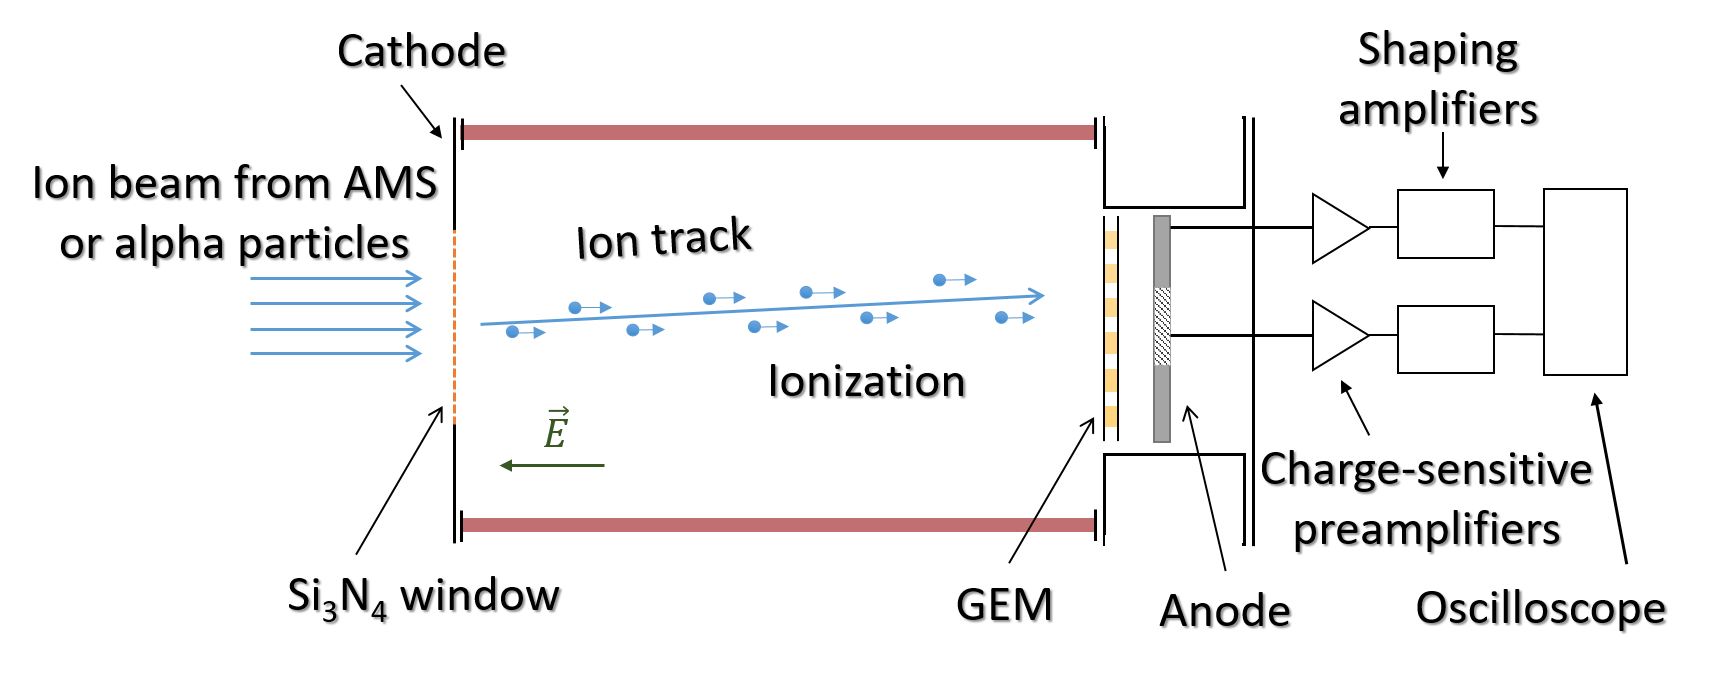 Cathode
Shaping
amplifiers
Ion beam from AMS
or alpha particles
Ion track
Ionization
E⃗
Charge-sensitive
preamplifiers
Si₃N₄ window
GEM
Anode
Oscilloscope